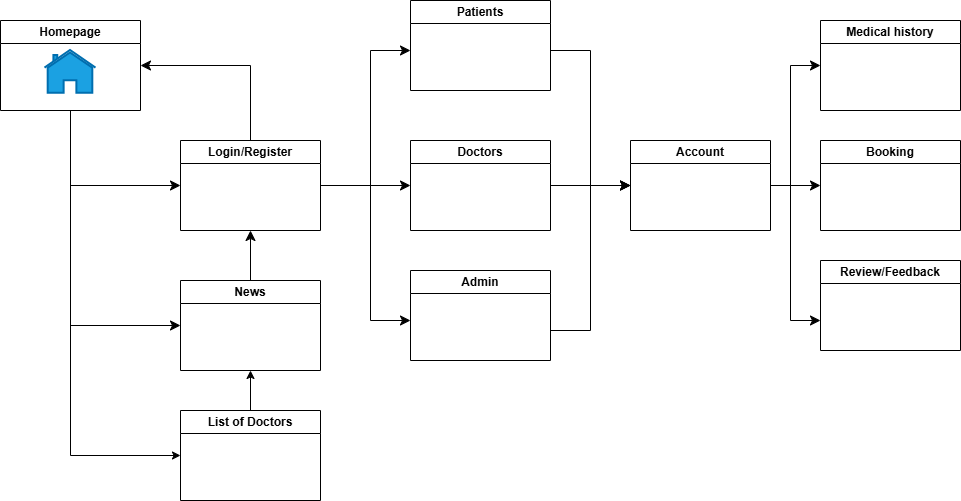 Homepage
Patients
Medical history
Login/Register
Doctors
Account
Booking
News
Admin
Review/Feedback
List of Doctors